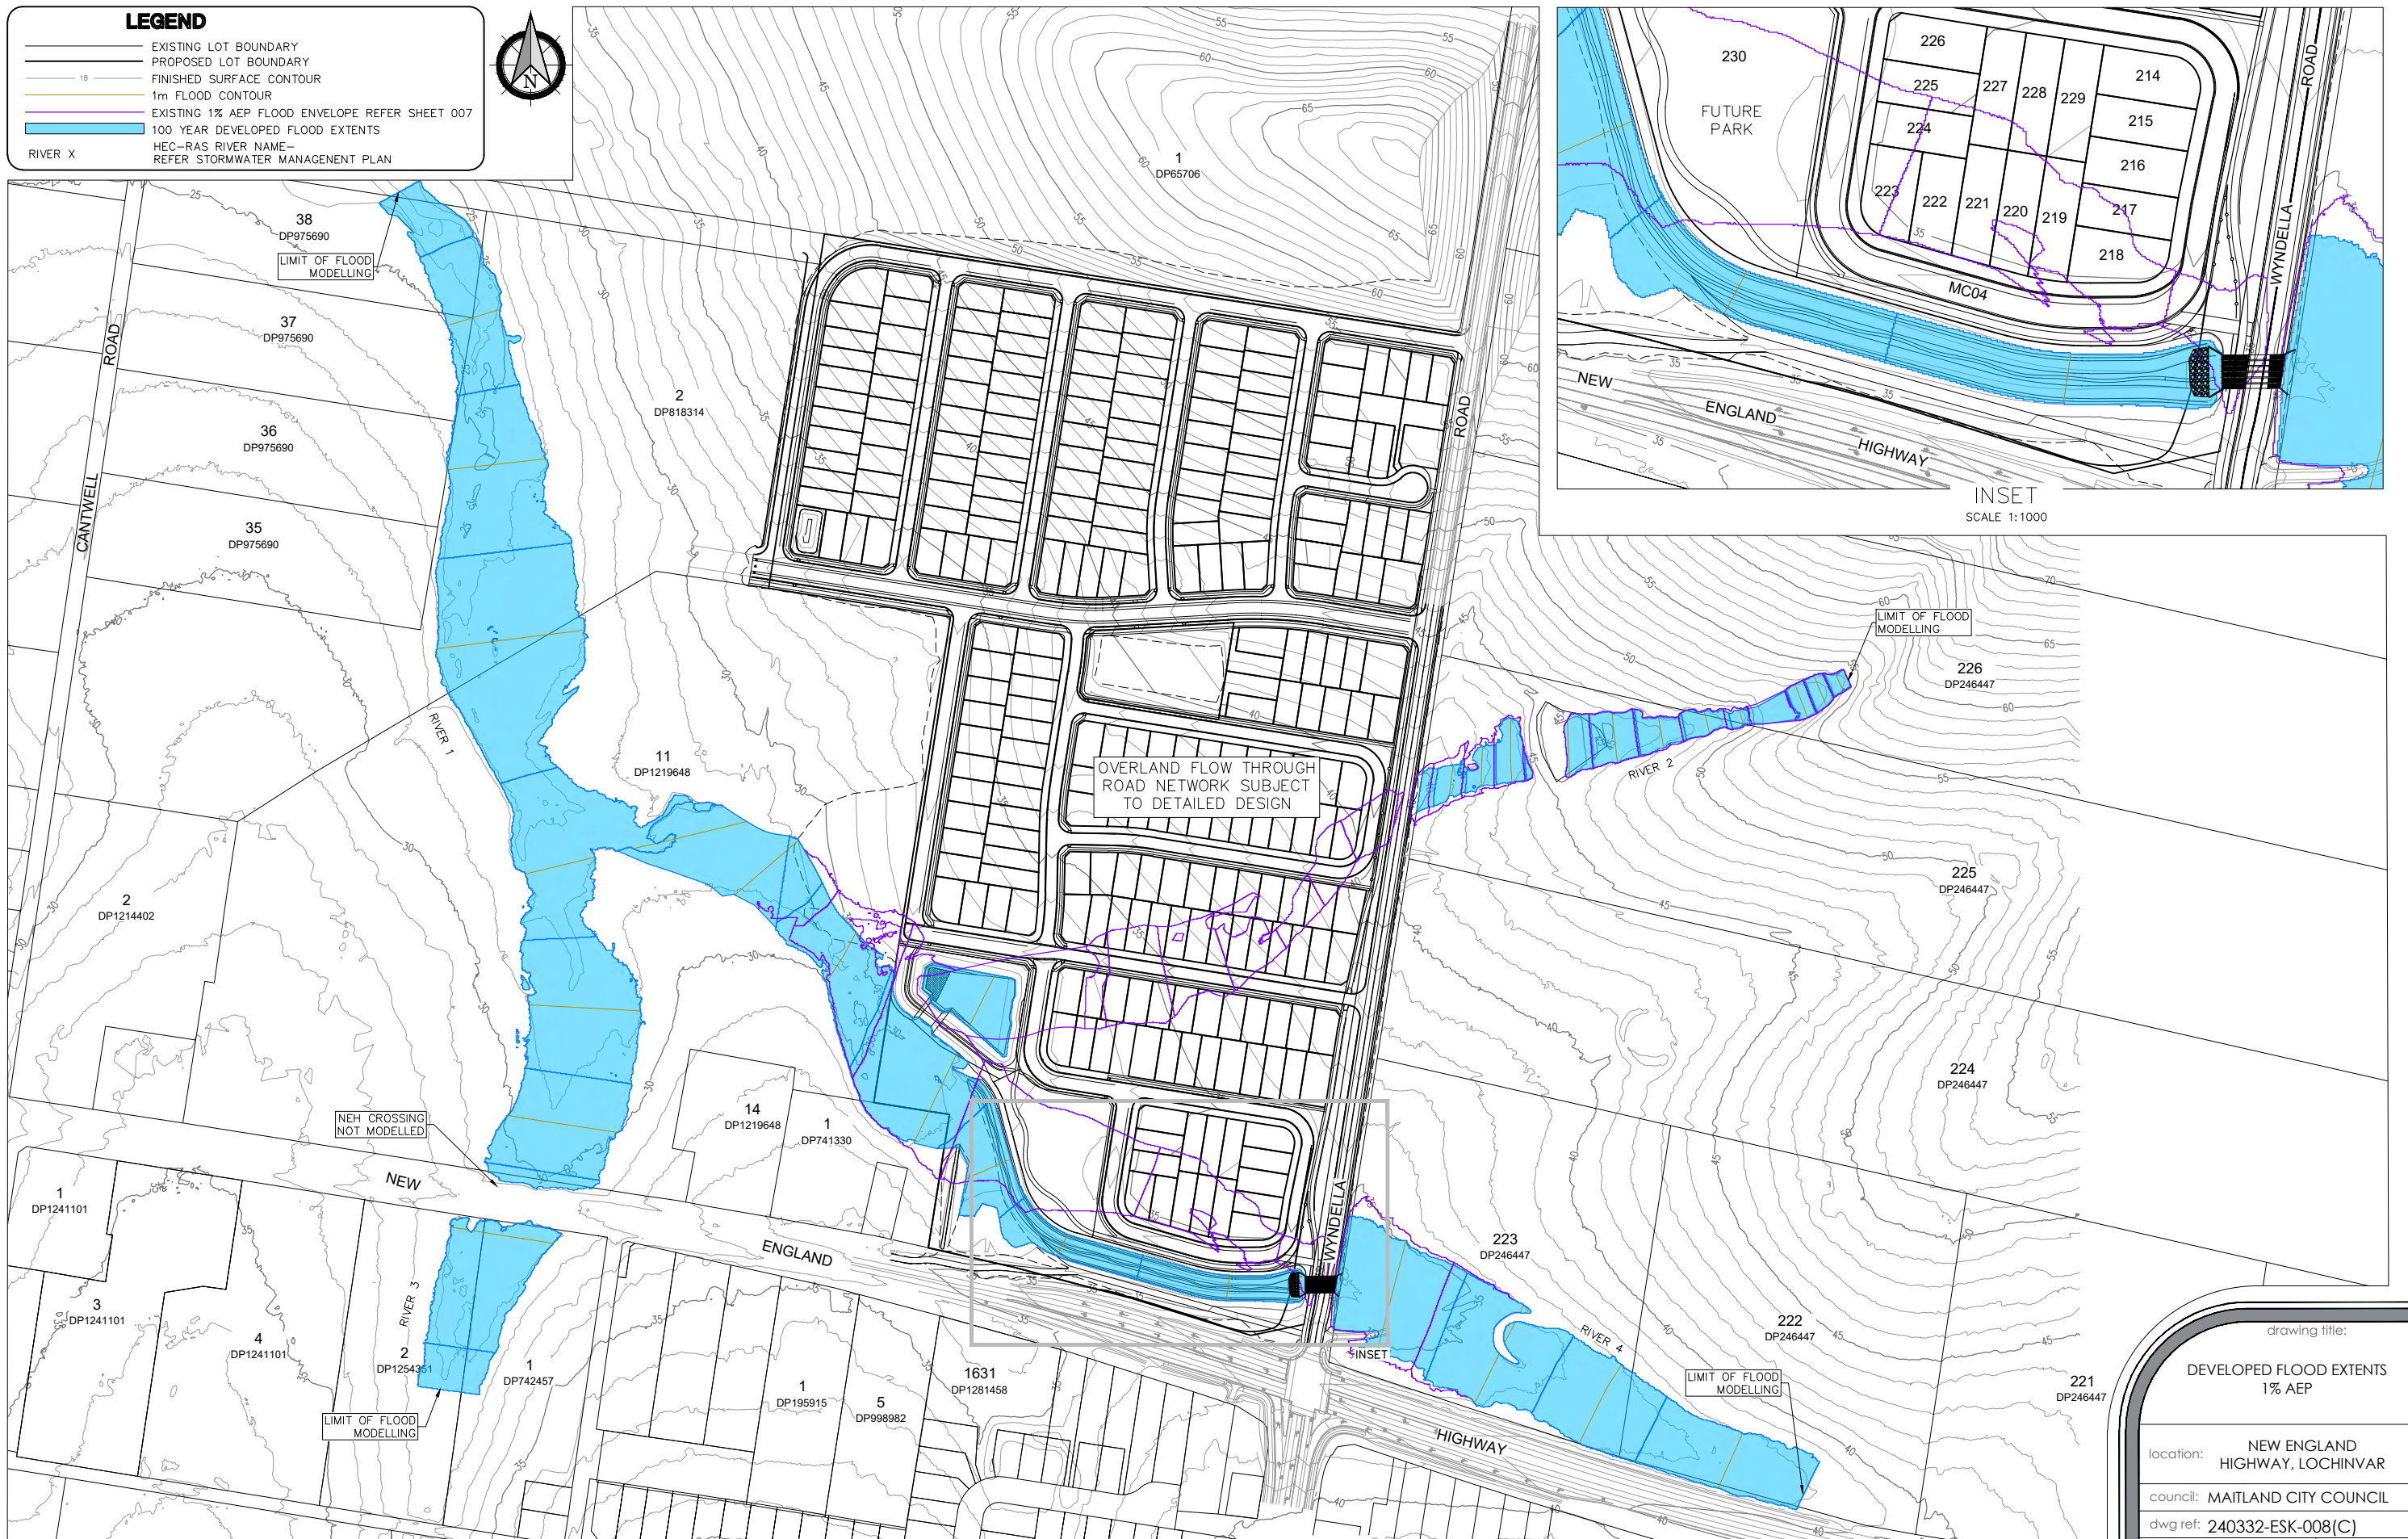 LEGEND
EXISTING LOT BOUNDARY
PROPOSED LOT BOUNDARY
18 FINISHED SURFACE CONTOUR
1m FLOOD CONTOUR
EXISTING 1% AEP FLOOD ENVELOPE REFER SHEET 007
100 YEAR DEVELOPED FLOOD EXTENTS
RIVER X HEC-RAS RIVER NAME-
REFER STORMWATER MANAGENENT PLAN
N
230
FUTURE
PARK
226
225
224
223
222
221
220
219
227
228
229
214
215
216
217
218
MC04
WYNDELLA ROAD
NEW ENGLAND HIGHWAY
INSET
SCALE 1:1000
1
DP65706
38
DP975690
LIMIT OF FLOOD
MODELLING
37
DP975690
36
DP975690
35
DP975690
CANTWELL ROAD
2
DP818314
ROAD
RIVER 1
11
DP1219648
OVERLAND FLOW THROUGH
ROAD NETWORK SUBJECT
TO DETAILED DESIGN
LIMIT OF FLOOD
MODELLING
226
DP246447
RIVER 2
225
DP246447
2
DP1214402
224
DP246447
14
DP1219648
1
DP741330
NEH CROSSING
NOT MODELLED
NEW ENGLAND HIGHWAY
1
DP1241101
3
DP1241101
4
DP1241101
RIVER 3
2
DP1254351
1
DP742457
LIMIT OF FLOOD
MODELLING
1
DP195915
5
DP998982
1631
DP1281458
WYNDELLA
INSET
223
DP246447
RIVER 4
222
DP246447
LIMIT OF FLOOD
MODELLING
221
DP246447
drawing title:
DEVELOPED FLOOD EXTENTS
1% AEP
location: NEW ENGLAND
HIGHWAY, LOCHINVAR
council: MAITLAND CITY COUNCIL
dwg ref: 240332-ESK-008(C)